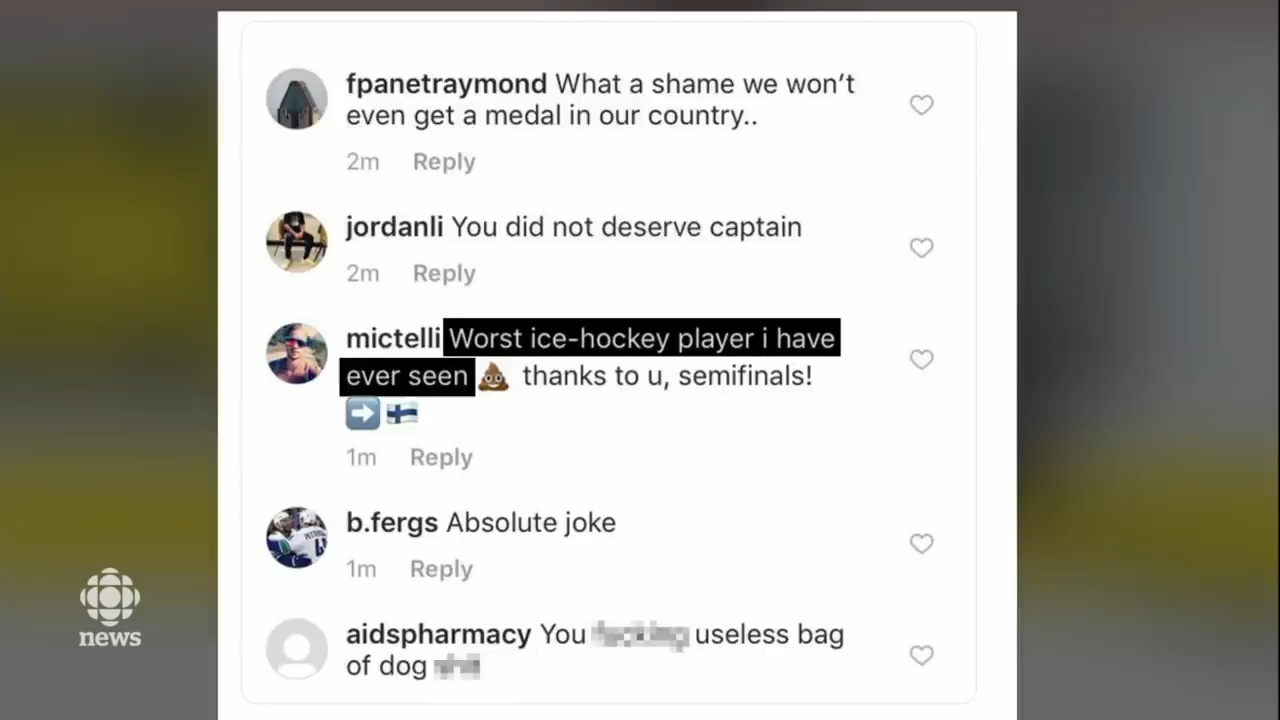 fpanetraymond What a shame we won't
even get a medal in our country..
2m Reply
jordanli You did not deserve captain
2m Reply
mictelli Worst ice-hockey player i have
ever seen 💩 thanks to u, semifinals!
➡️🇫🇮
1m Reply
b.fergs Absolute joke
1m Reply
aidspharmacy You useless bag
of dog
news